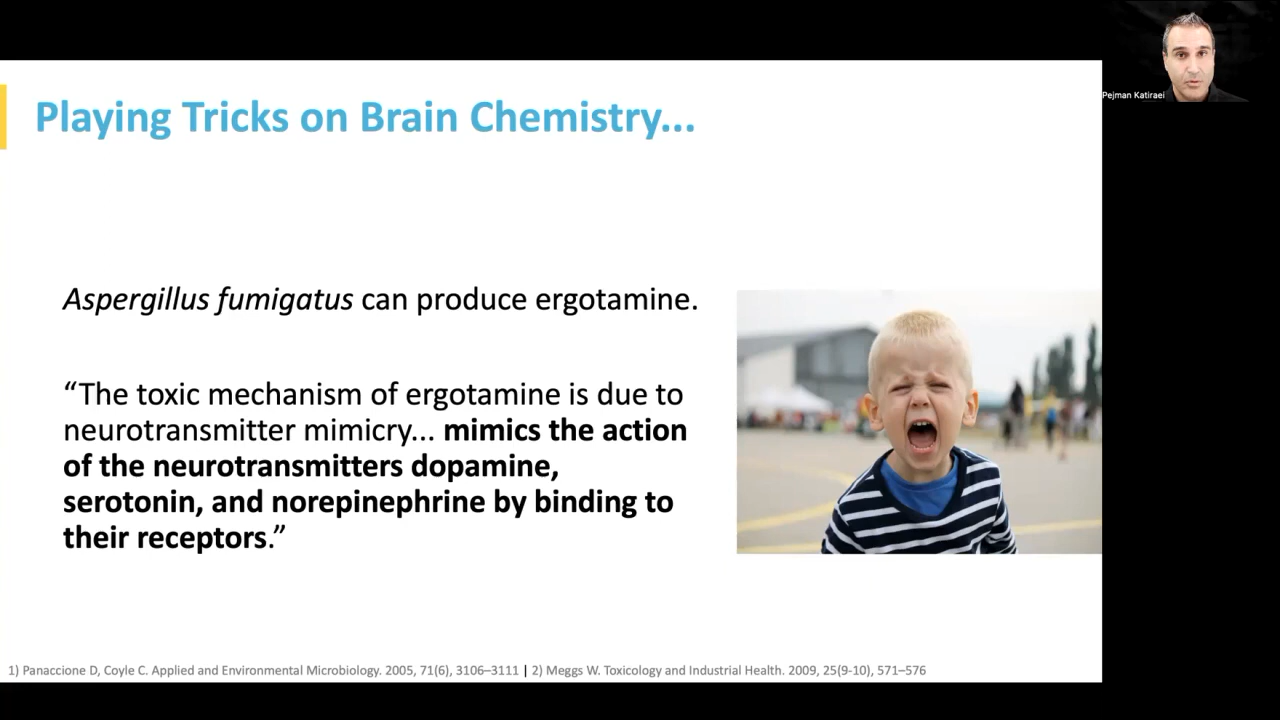 Playing Tricks on Brain Chemistry...
Pejman Katiraei
Aspergillus fumigatus can produce ergotamine.
“The toxic mechanism of ergotamine is due to
neurotransmitter mimicry... mimics the action
of the neurotransmitters dopamine,
serotonin, and norepinephrine by binding to
their receptors.”
1) Panaccione D, Coyle C. Applied and Environmental Microbiology. 2005, 71(6), 3106–3111 | 2) Meggs W. Toxicology and Industrial Health. 2009, 25(9-10), 571–576